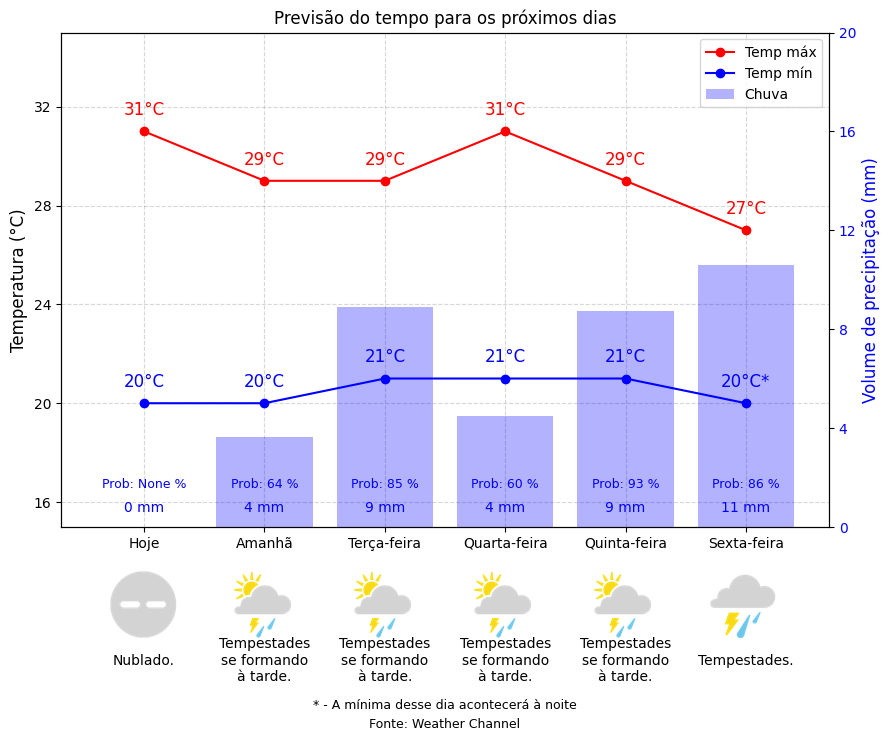 Previsão do tempo para os próximos dias
Temp máx
Temp mín
Chuva
Temperatura (°C)
Volume de precipitação (mm)
32
28
24
20
16
20
16
12
8
4
0
31°C 29°C 29°C 31°C 29°C 27°C
20°C 20°C 21°C 21°C 21°C 20°C*
Prob: None % Prob: 64 % Prob: 85 % Prob: 60 % Prob: 93 % Prob: 86 %
0 mm 4 mm 9 mm 4 mm 9 mm 11 mm
Hoje Amanhã Terça-feira Quarta-feira Quinta-feira Sexta-feira
Nublado.
Tempestades
se formando
à tarde.
Tempestades
se formando
à tarde.
Tempestades
se formando
à tarde.
Tempestades
se formando
à tarde.
Tempestades.
* - A mínima desse dia acontecerá à noite
Fonte: Weather Channel